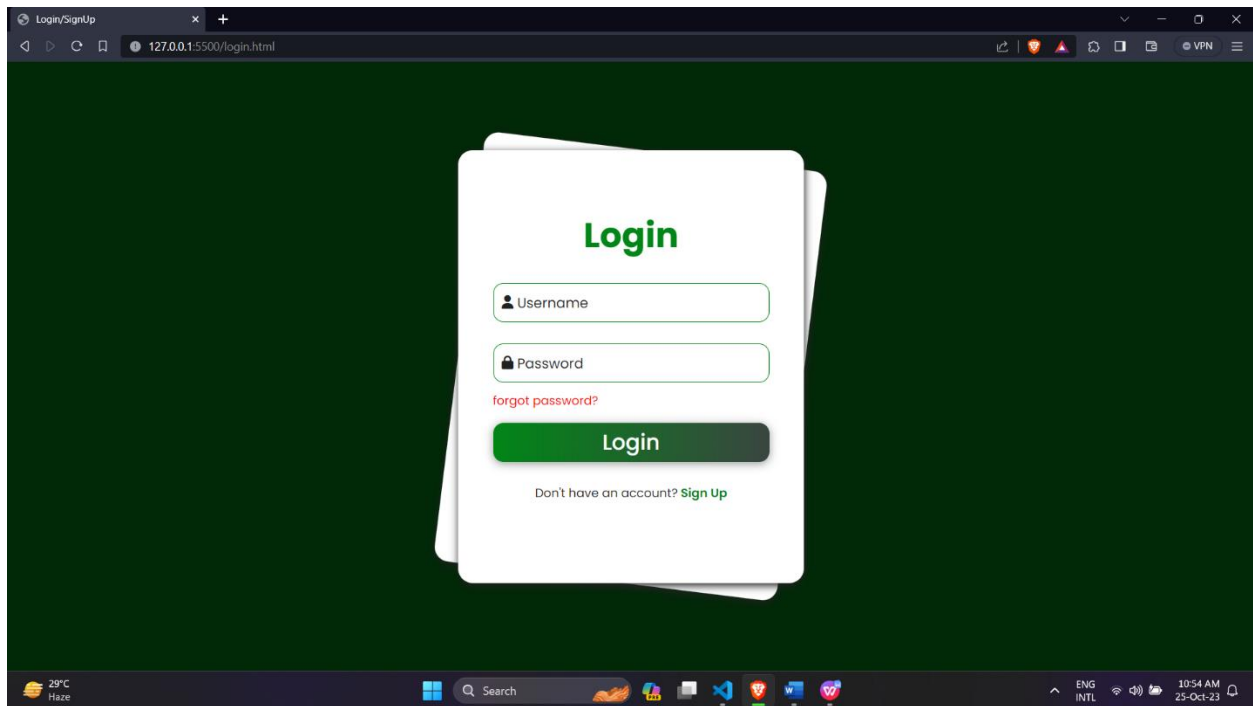 Login/SignUp
127.0.0.1:5500/login.html
VPN
Login
Username
Password
forgot password?
Login
Don't have an account? Sign Up
29°C
Haze
Search
PRE
ENG
INTL
10:54 AM
25-Oct-23